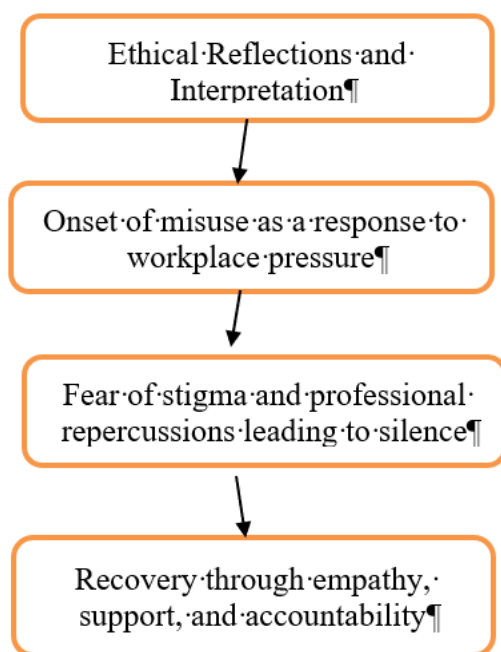 Ethical·Reflections·and·
Interpretation¶
Onset·of·misuse·as·a·response·to·
workplace·pressure¶
Fear·of·stigma·and·professional·
repercussions·leading·to·silence¶
Recovery·through·empathy,·
support,·and·accountability¶